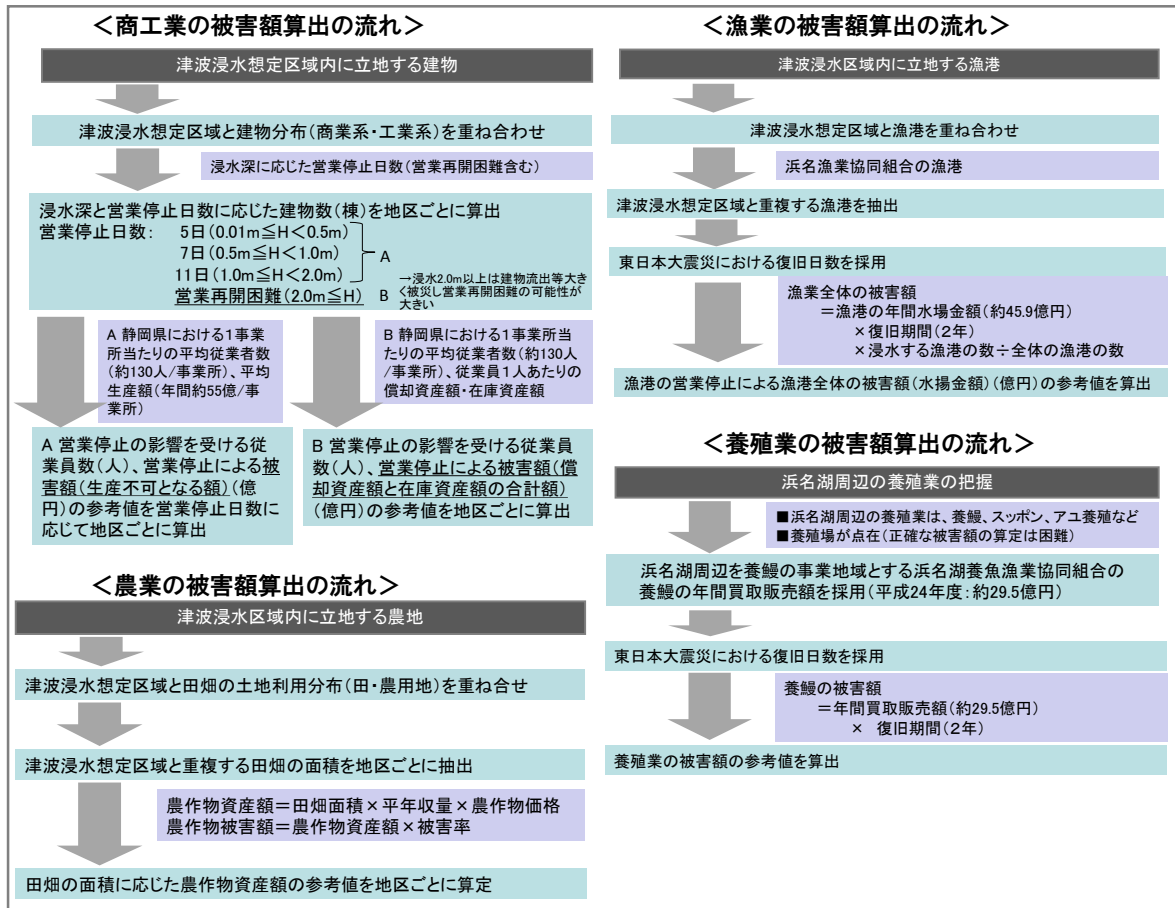 ＜商工業の被害額算出の流れ＞
津波浸水想定区域内に立地する建物
津波浸水想定区域と建物分布(商業系・工業系)を重ね合わせ
浸水深に応じた営業停止日数(営業再開困難含む)
浸水深と営業停止日数に応じた建物数(棟)を地区ごとに算出
営業停止日数: 5日(0.01m≦H<0.5m)
7日(0.5m≦H<1.0m)
11日(1.0m≦H<2.0m)
A
営業再開困難(2.0m≦H)
B
→浸水2.0m以上は建物流出等大き
く被災し営業再開困難の可能性が
大きい
A 静岡県における1事業
所当たりの平均従業者数
(約130人/事業所)、平均
生産額(年間約55億/事
業所)
B 静岡県における1事業所当
たりの平均従業者数(約130人
/事業所)、従業員1人あたりの
償却資産額・在庫資産額
A 営業停止の影響を受ける従
業員数(人)、営業停止による被
害額(生産不可となる額)(億
円)の参考値を営業停止日数に
応じて地区ごとに算出
B 営業停止の影響を受ける従業員
数(人)、営業停止による被害額(償
却資産額と在庫資産額の合計額)
(億円)の参考値を地区ごとに算出
＜農業の被害額算出の流れ＞
津波浸水区域内に立地する農地
津波浸水想定区域と田畑の土地利用分布(田・農用地)を重ね合せ
津波浸水想定区域と重複する田畑の面積を地区ごとに抽出
農作物資産額＝田畑面積×平年収量×農作物価格
農作物被害額＝農作物資産額×被害率
田畑の面積に応じた農作物資産額の参考値を地区ごとに算定
＜漁業の被害額算出の流れ＞
津波浸水区域内に立地する漁港
津波浸水想定区域と漁港を重ね合わせ
浜名漁業協同組合の漁港
津波浸水想定区域と重複する漁港を抽出
東日本大震災における復旧日数を採用
漁業全体の被害額
＝漁港の年間水場金額(約45.9億円)
×復旧期間(2年)
×浸水する漁港の数÷全体の漁港の数
漁港の営業停止による漁港全体の被害額(水揚金額)(億円)の参考値を算出
＜養殖業の被害額算出の流れ＞
浜名湖周辺の養殖業の把握
■浜名湖周辺の養殖業は、養鰻、スッポン、アユ養殖など
■養殖場が点在(正確な被害額の算定は困難)
浜名湖周辺を養鰻の事業地域とする浜名湖養魚漁業協同組合の
養鰻の年間買取販売額を採用(平成24年度:約29.5億円)
東日本大震災における復旧日数を採用
養鰻の被害額
＝年間買取販売額(約29.5億円)
× 復旧期間(2年)
養殖業の被害額の参考値を算出